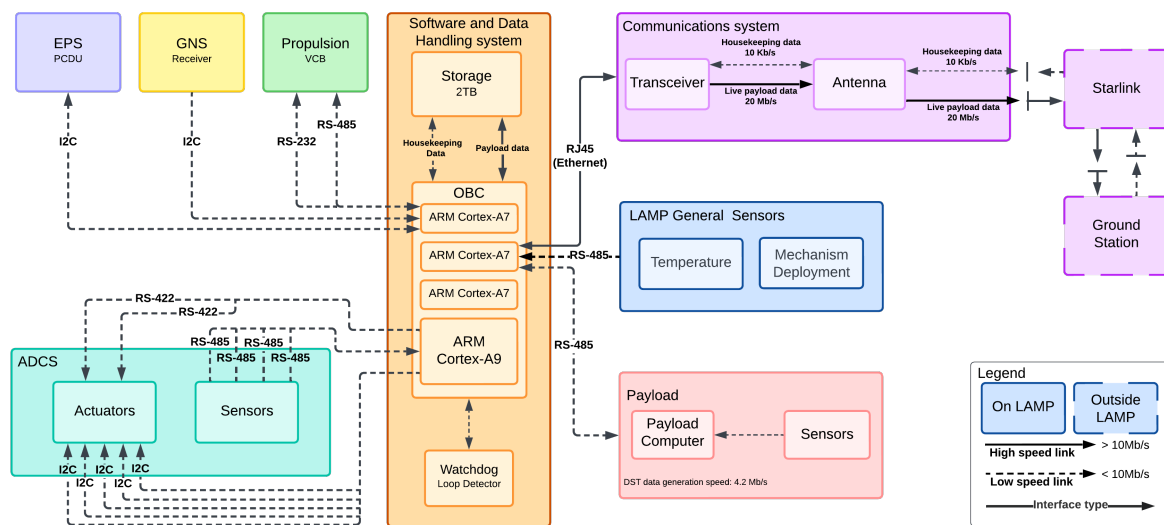 EPS
PCDU
GNS
Receiver
Propulsion
VCB
Software and Data
Handling system
Storage
2TB
Housekeeping
Data
Payload data
OBC
ARM Cortex-A7
ARM Cortex-A7
ARM Cortex-A7
ARM
Cortex-A9
Watchdog
Loop Detector
I2C
I2C
RS-232
RS-485
RJ45
(Ethernet)
Communications system
Transceiver
Housekeeping data
10 Kb/s
Live payload data
20 Mb/s
Antenna
Housekeeping data
10 Kb/s
Live payload data
20 Mb/s
Starlink
Ground
Station
LAMP General  Sensors
Temperature
Mechanism
Deployment
RS-485
RS-485
RS-422
RS-422
RS-485
RS-485
RS-485
RS-485
ADCS
Actuators
Sensors
I2C
I2C
I2C
I2C
I2C
Payload
Payload
Computer
Sensors
DST data generation speed: 4.2 Mb/s
Legend
On LAMP
Outside
LAMP
High speed link
> 10Mb/s
Low speed link
< 10Mb/s
Interface type